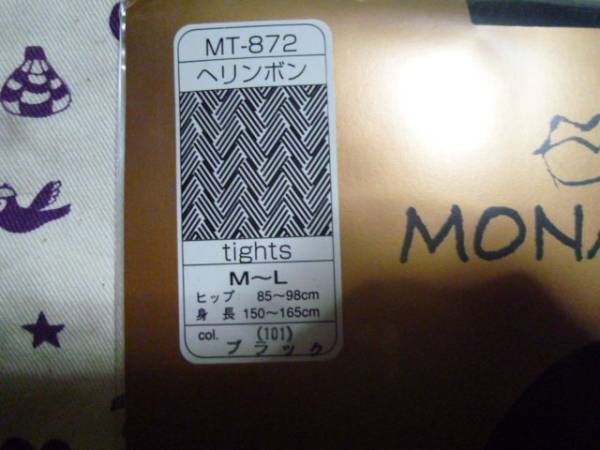 MT-872
ヘリンボン
tights
M〜L
ヒップ 85〜98cm
身長 150〜165cm
col. (101)
ブラック
MONA